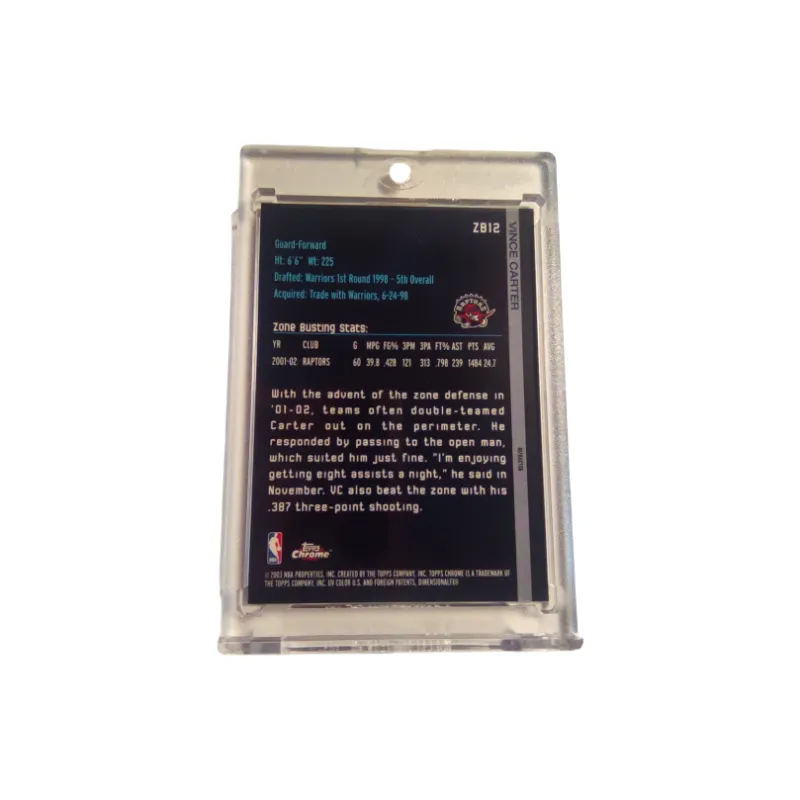 ZB12
VINCE CARTER
Guard-Forward
Ht: 6'6" Wt: 225
Drafted: Warriors 1st Round 1998 - 5th Overall
Acquired: Trade with Warriors, 6-24-98
RAPTORS
Zone Busting Stats:
YR CLUB G MPG FG% 3PM 3PA FT% AST PTS AVG
2001-02 RAPTORS 60 39.8 .428 121 313 .798 239 1484 24.7
With the advent of the zone defense in
'01-02, teams often double-teamed
Carter out on the perimeter. He
responded by passing to the open man,
which suited him just fine. "I'm enjoying
getting eight assists a night," he said in
November. VC also beat the zone with his
.387 three-point shooting.
REFRACTOR
NBA
Topps
Chrome
© 2003 NBA PROPERTIES, INC. CREATED BY THE TOPPS COMPANY, INC. TOPPS CHROME IS A TRADEMARK OF
THE TOPPS COMPANY, INC. UV COLOR U.S. AND FOREIGN PATENTS, DIMENSIONALFX®